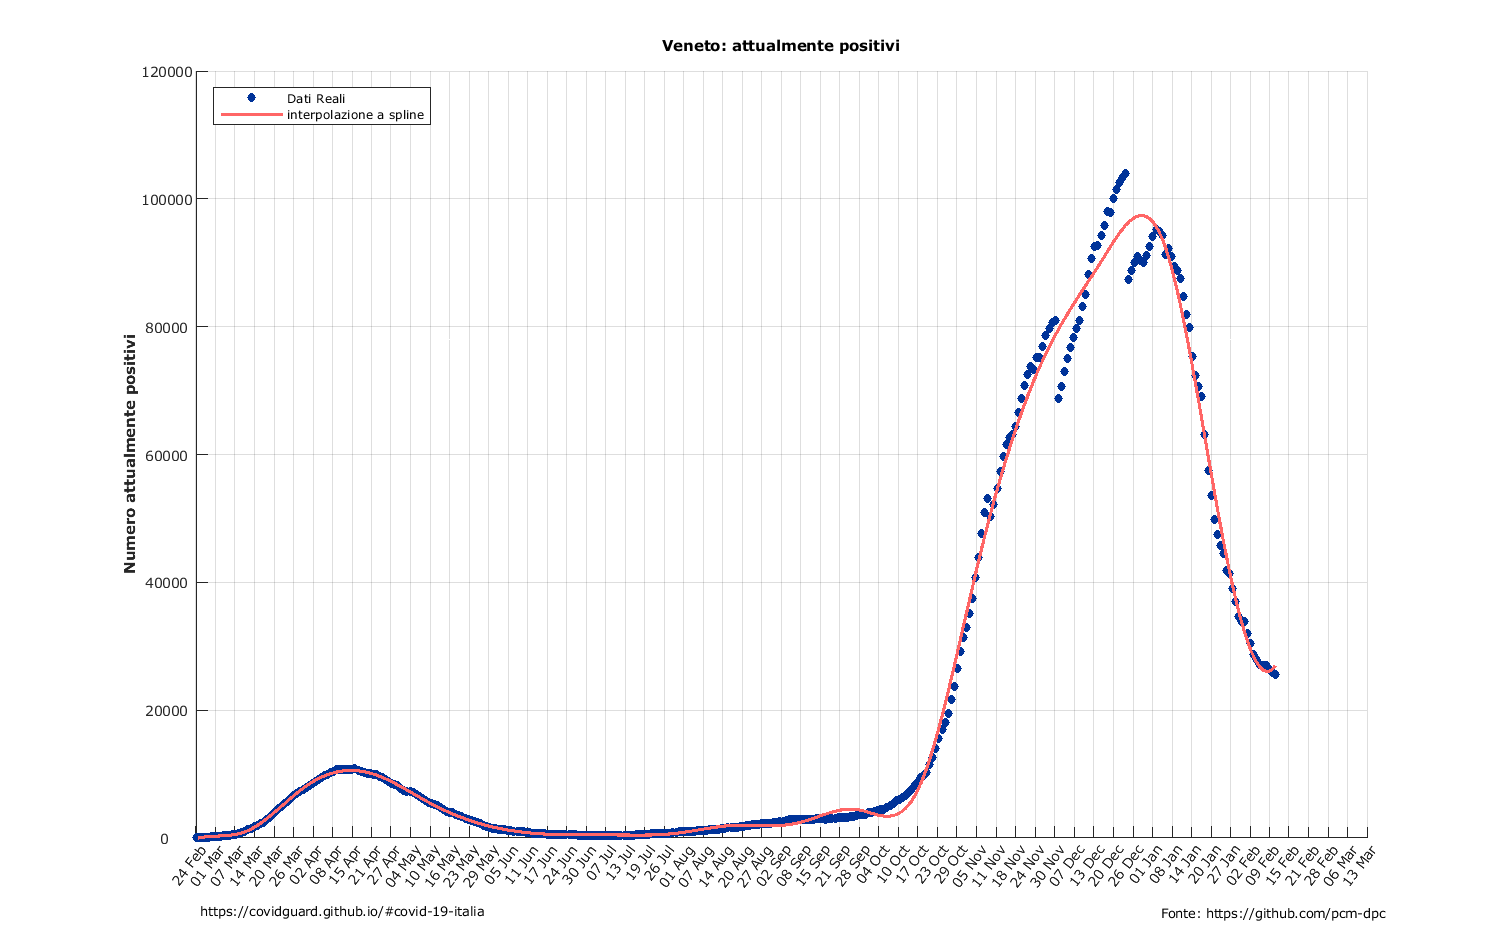 Veneto: attualmente positivi
Dati Reali
interpolazione a spline
Numero attualmente positivi
120000
100000
80000
60000
40000
20000
0
24 Feb
01 Mar
07 Mar
14 Mar
20 Mar
26 Mar
02 Apr
08 Apr
15 Apr
21 Apr
27 Apr
04 May
10 May
16 May
23 May
29 May
05 Jun
11 Jun
17 Jun
24 Jun
30 Jun
07 Jul
13 Jul
19 Jul
26 Jul
01 Aug
07 Aug
14 Aug
20 Aug
27 Aug
02 Sep
08 Sep
15 Sep
21 Sep
28 Sep
04 Oct
10 Oct
17 Oct
23 Oct
29 Oct
05 Nov
11 Nov
18 Nov
24 Nov
30 Nov
07 Dec
13 Dec
20 Dec
26 Dec
01 Jan
08 Jan
14 Jan
20 Jan
27 Jan
02 Feb
09 Feb
15 Feb
21 Feb
28 Feb
06 Mar
13 Mar
https://covidguard.github.io/#covid-19-italia
Fonte: https://github.com/pcm-dpc